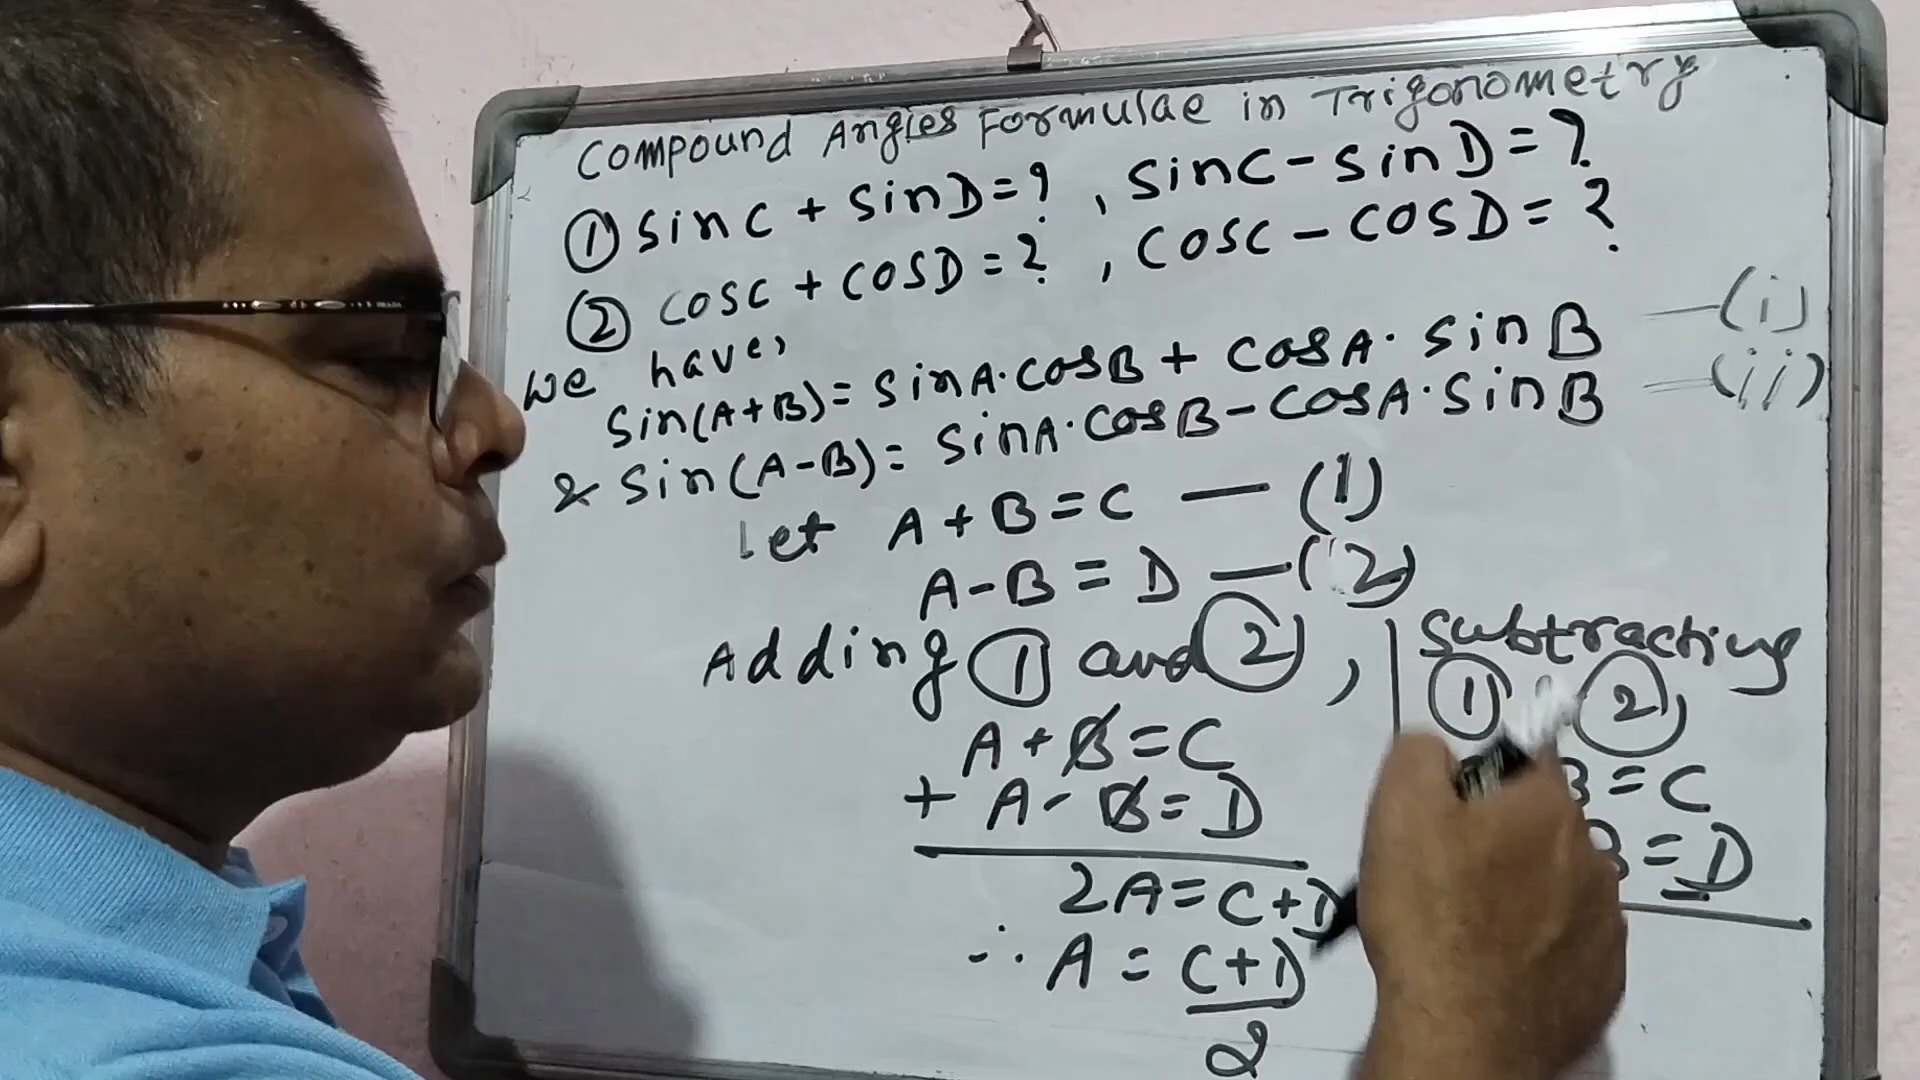 Compound Angles Formulae in Trigonometry
① sinC + sinD = ? , sinC - sinD = ?
② cosC + cosD = ? , cosC - cosD = ?
We have,
sin(A+B) = sinA·cosB + cosA·sinB —(i)
& sin(A-B) = sinA·cosB - cosA·sinB —(ii)
Let A + B = C — (1)
A - B = D — (2)
Adding ① and ②,
A + B = C
+ A - B = D
2A = C + D
∴ A = C+D
2
Subtracting
① ②,
B = C
B = D